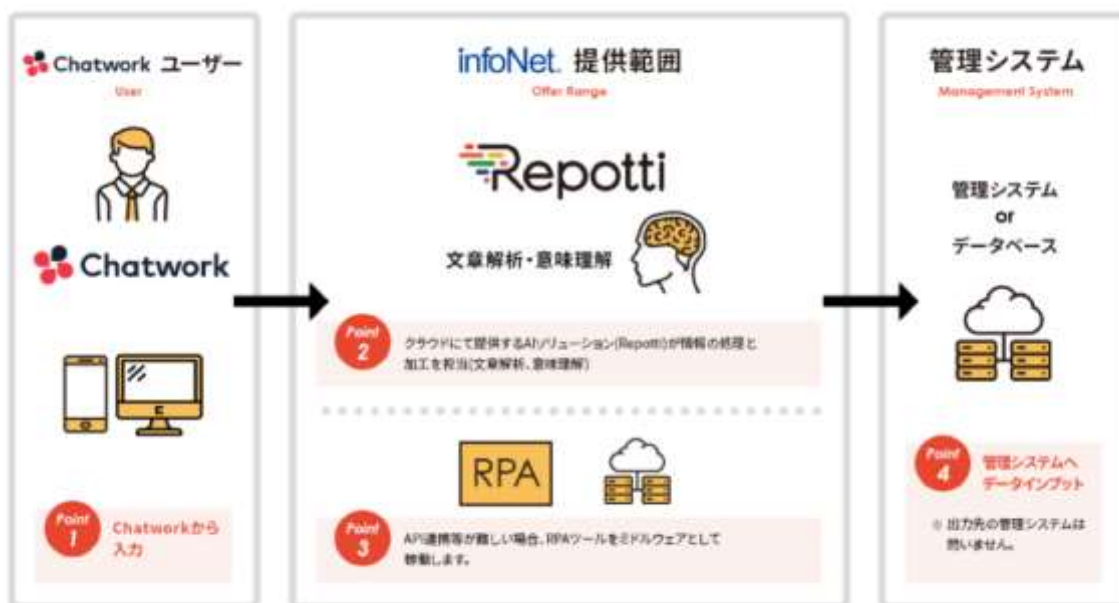 Chatwork ユーザー
User
Chatwork
Point
1
Chatworkから
入力
infoNet. 提供範囲
Offer Range
Repotti
文章解析・意味理解
Point
2
クラウドにて提供するAIソリューション(Repotti)が情報の処理と
加工を担当(文章解析、意味理解)
RPA
Point
3
API連携等が難しい場合、RPAツールをミドルウェアとして
稼働します。
管理システム
Management System
管理システム
or
データベース
Point
4
管理システムへ
データインプット
※ 出力先の管理システムは
問いません。